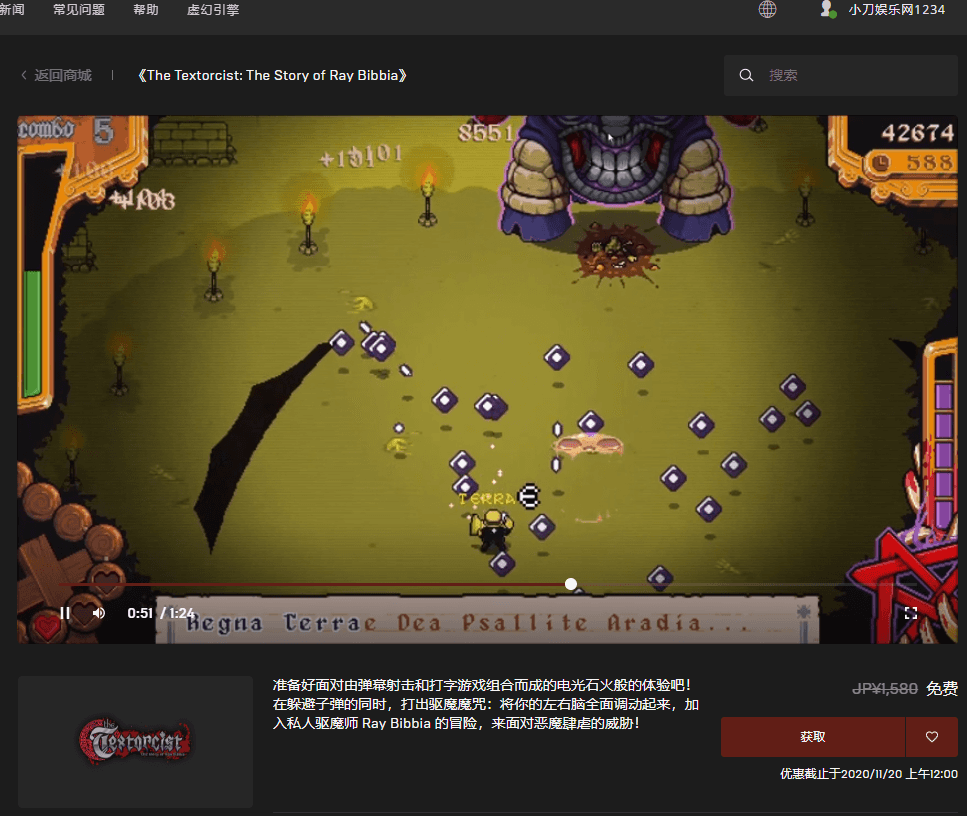 新闻 常见问题 帮助 虚幻引擎 小刀娱乐网1234
返回商城 《The Textorcist: The Story of Ray Bibbia》 搜索
combo 5 8551 42674
588
TERRA
0:51 / 1:24
Regna Terrae Dea Psallite Aradia...
准备好面对由弹幕射击和打字游戏组合而成的电光石火般的体验吧!
在躲避子弹的同时，打出驱魔魔咒：将你的左右脑全面调动起来，加
入私人驱魔师 Ray Bibbia 的冒险，来面对恶魔肆虐的威胁!
JP¥1,580 免费
the
Textorcist
获取
优惠截止于2020/11/20 上午12:00